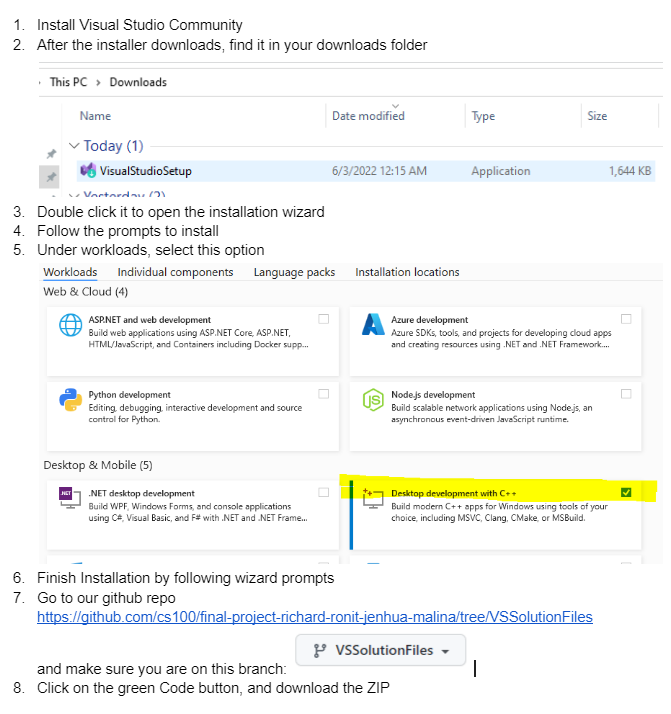 1. Install Visual Studio Community
2. After the installer downloads, find it in your downloads folder
This PC > Downloads
Name Date modified Type Size
Today (1)
VisualStudioSetup 6/3/2022 12:15 AM Application 1,644 KB
Yesterday (2)
3. Double click it to open the installation wizard
4. Follow the prompts to install
5. Under workloads, select this option
Workloads Individual components Language packs Installation locations
Web & Cloud (4)
ASP.NET and web development
Build web applications using ASP.NET Core, ASP.NET,
HTML/JavaScript, and Containers including Docker supp...
Azure development
Azure SDKs, tools, and projects for developing cloud apps
and creating resources using .NET and .NET Framework....
Python development
Editing, debugging, interactive development and source
control for Python.
Node.js development
Build scalable network applications using Node.js, an
asynchronous event-driven JavaScript runtime.
Desktop & Mobile (5)
.NET
.NET desktop development
Build WPF, Windows Forms, and console applications
using C#, Visual Basic, and F# with .NET and .NET Frame...
Desktop development with C++
Build modern C++ apps for Windows using tools of your
choice, including MSVC, Clang, CMake, or MSBuild.
6. Finish Installation by following wizard prompts
7. Go to our github repo
https://github.com/cs100/final-project-richard-ronit-jenhua-malina/tree/VSSolutionFiles
and make sure you are on this branch: VSSolutionFiles
8. Click on the green Code button, and download the ZIP